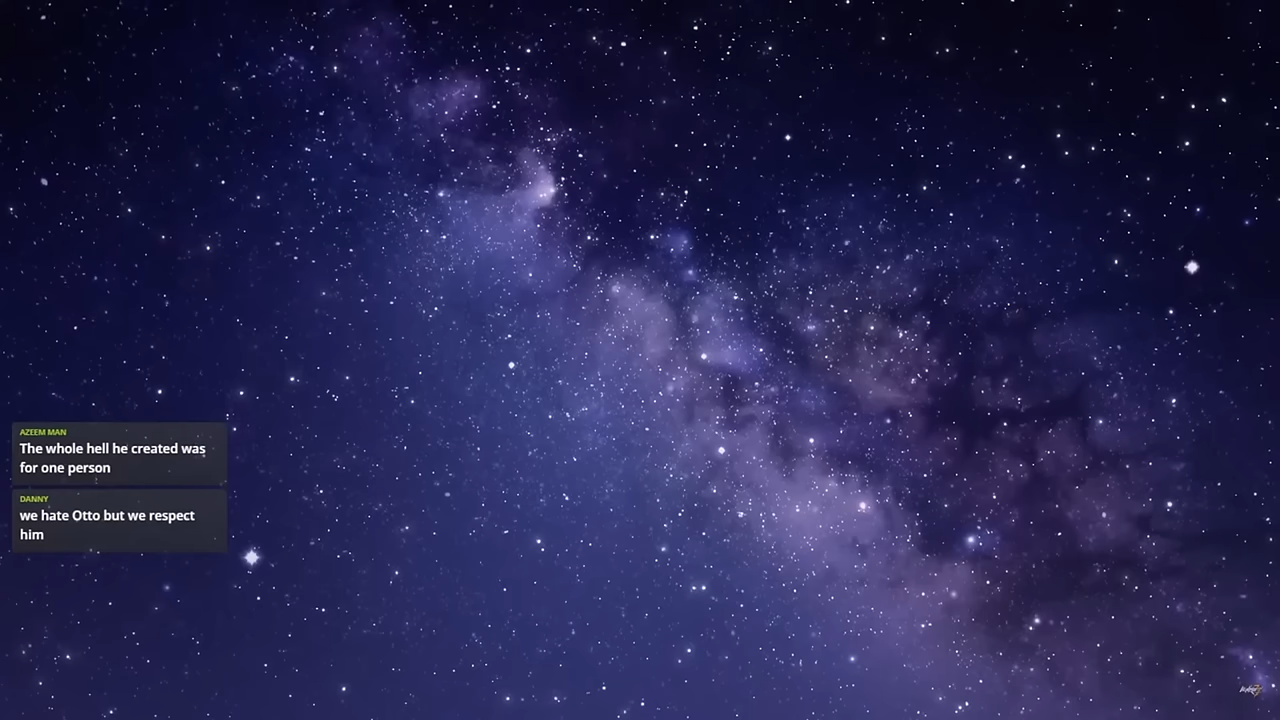 AZEEM MAN
The whole hell he created was
for one person
DANNY
we hate Otto but we respect
him